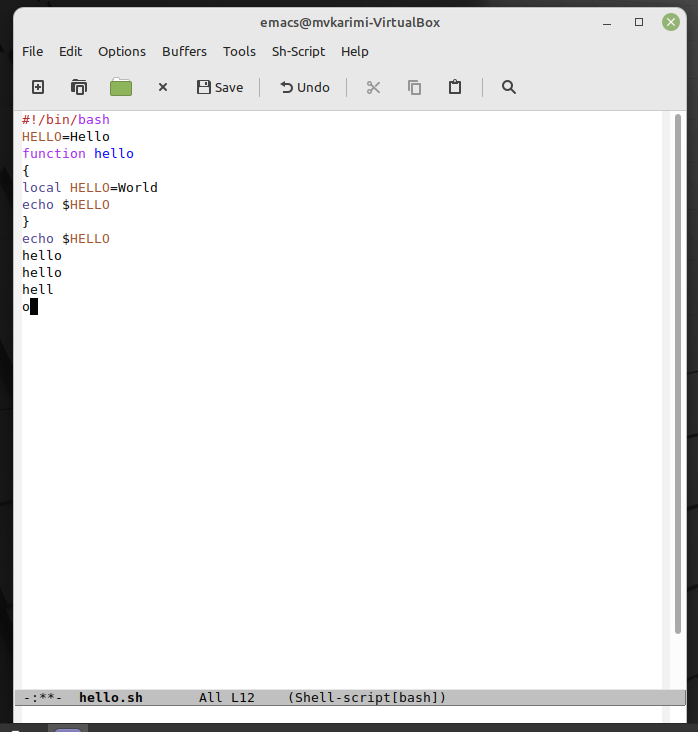 emacs@mvkarimi-VirtualBox
File Edit Options Buffers Tools Sh-Script Help
Save Undo
#!/bin/bash
HELLO=Hello
function hello
{
local HELLO=World
echo $HELLO
}
echo $HELLO
hello
hello
hell
o
-:**- hello.sh All L12 (Shell-script[bash])